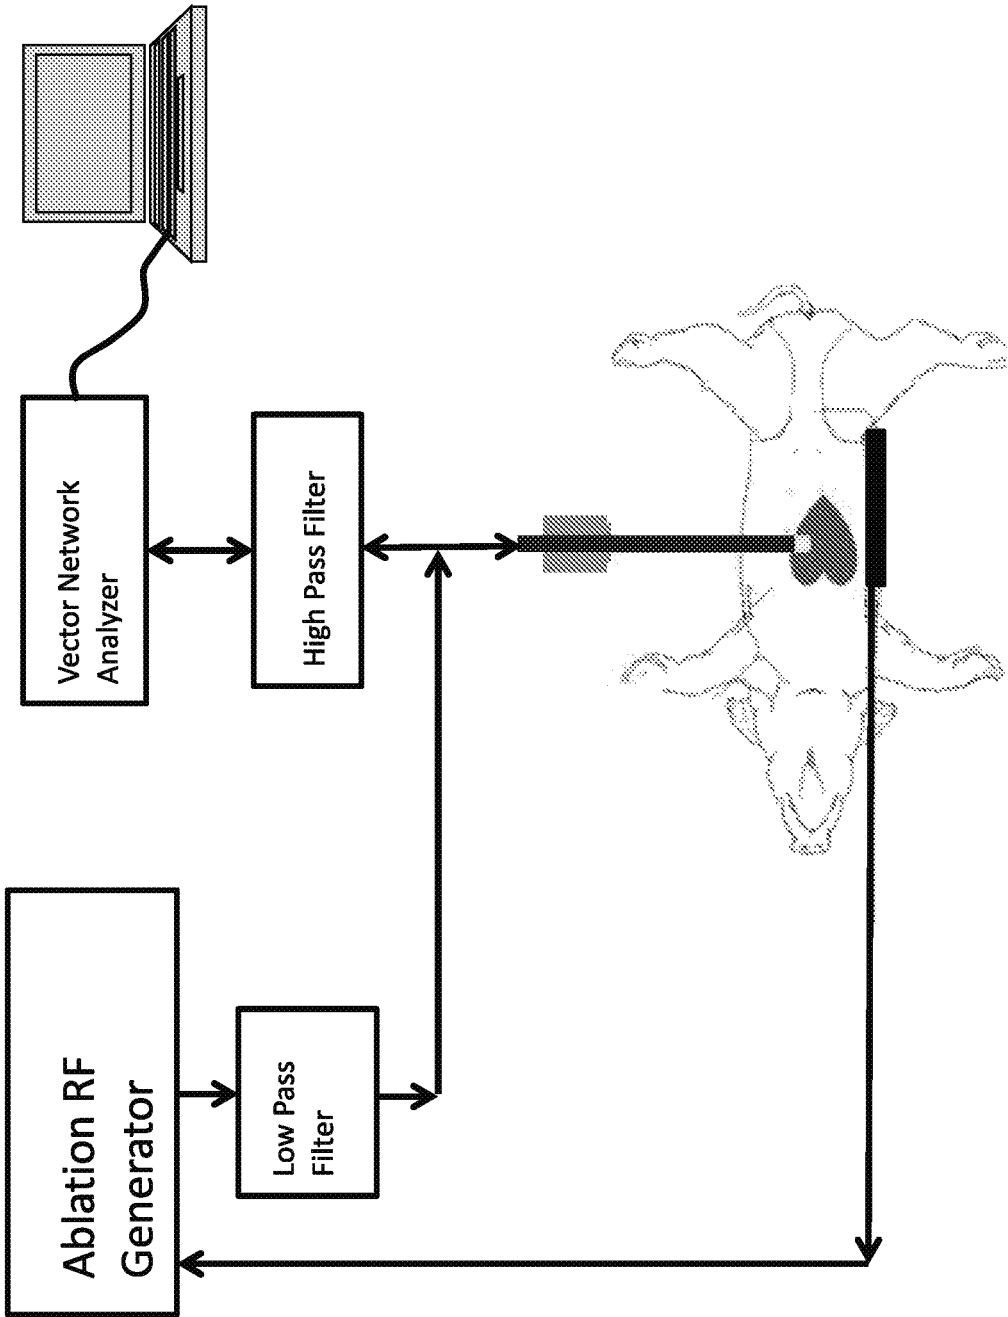 Ablation RF
Generator
Low Pass
Filter
Vector Network
Analyzer
High Pass Filter